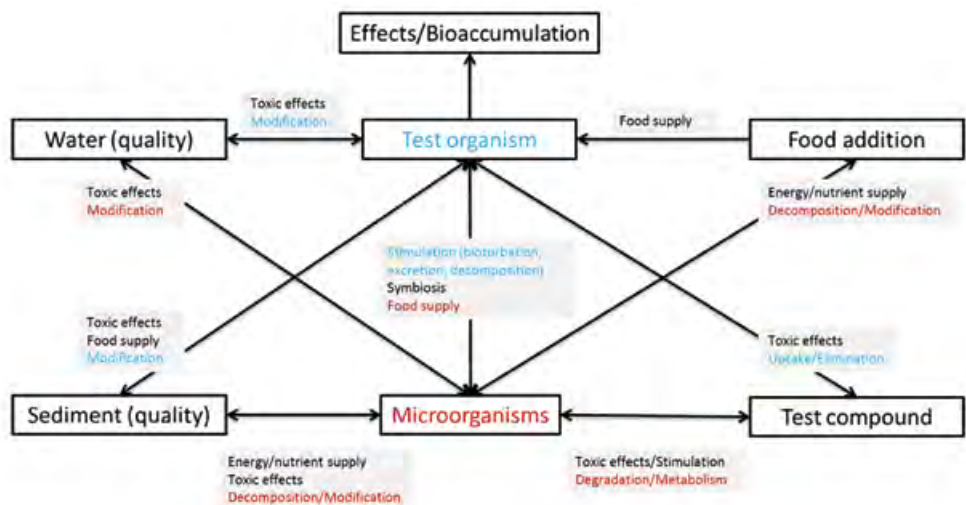 Effects/Bioaccumulation
Toxic effects
Modification
Food supply
Water (quality)
Test organism
Food addition
Toxic effects
Modification
Energy/nutrient supply
Decomposition/Modification
Stimulation (bioturbation,
excretion, decomposition)
Symbiosis
Food supply
Toxic effects
Food supply
Modification
Toxic effects
Uptake/Elimination
Sediment (quality)
Microorganisms
Test compound
Energy/nutrient supply
Toxic effects
Decomposition/Modification
Toxic effects/Stimulation
Degradation/Metabolism